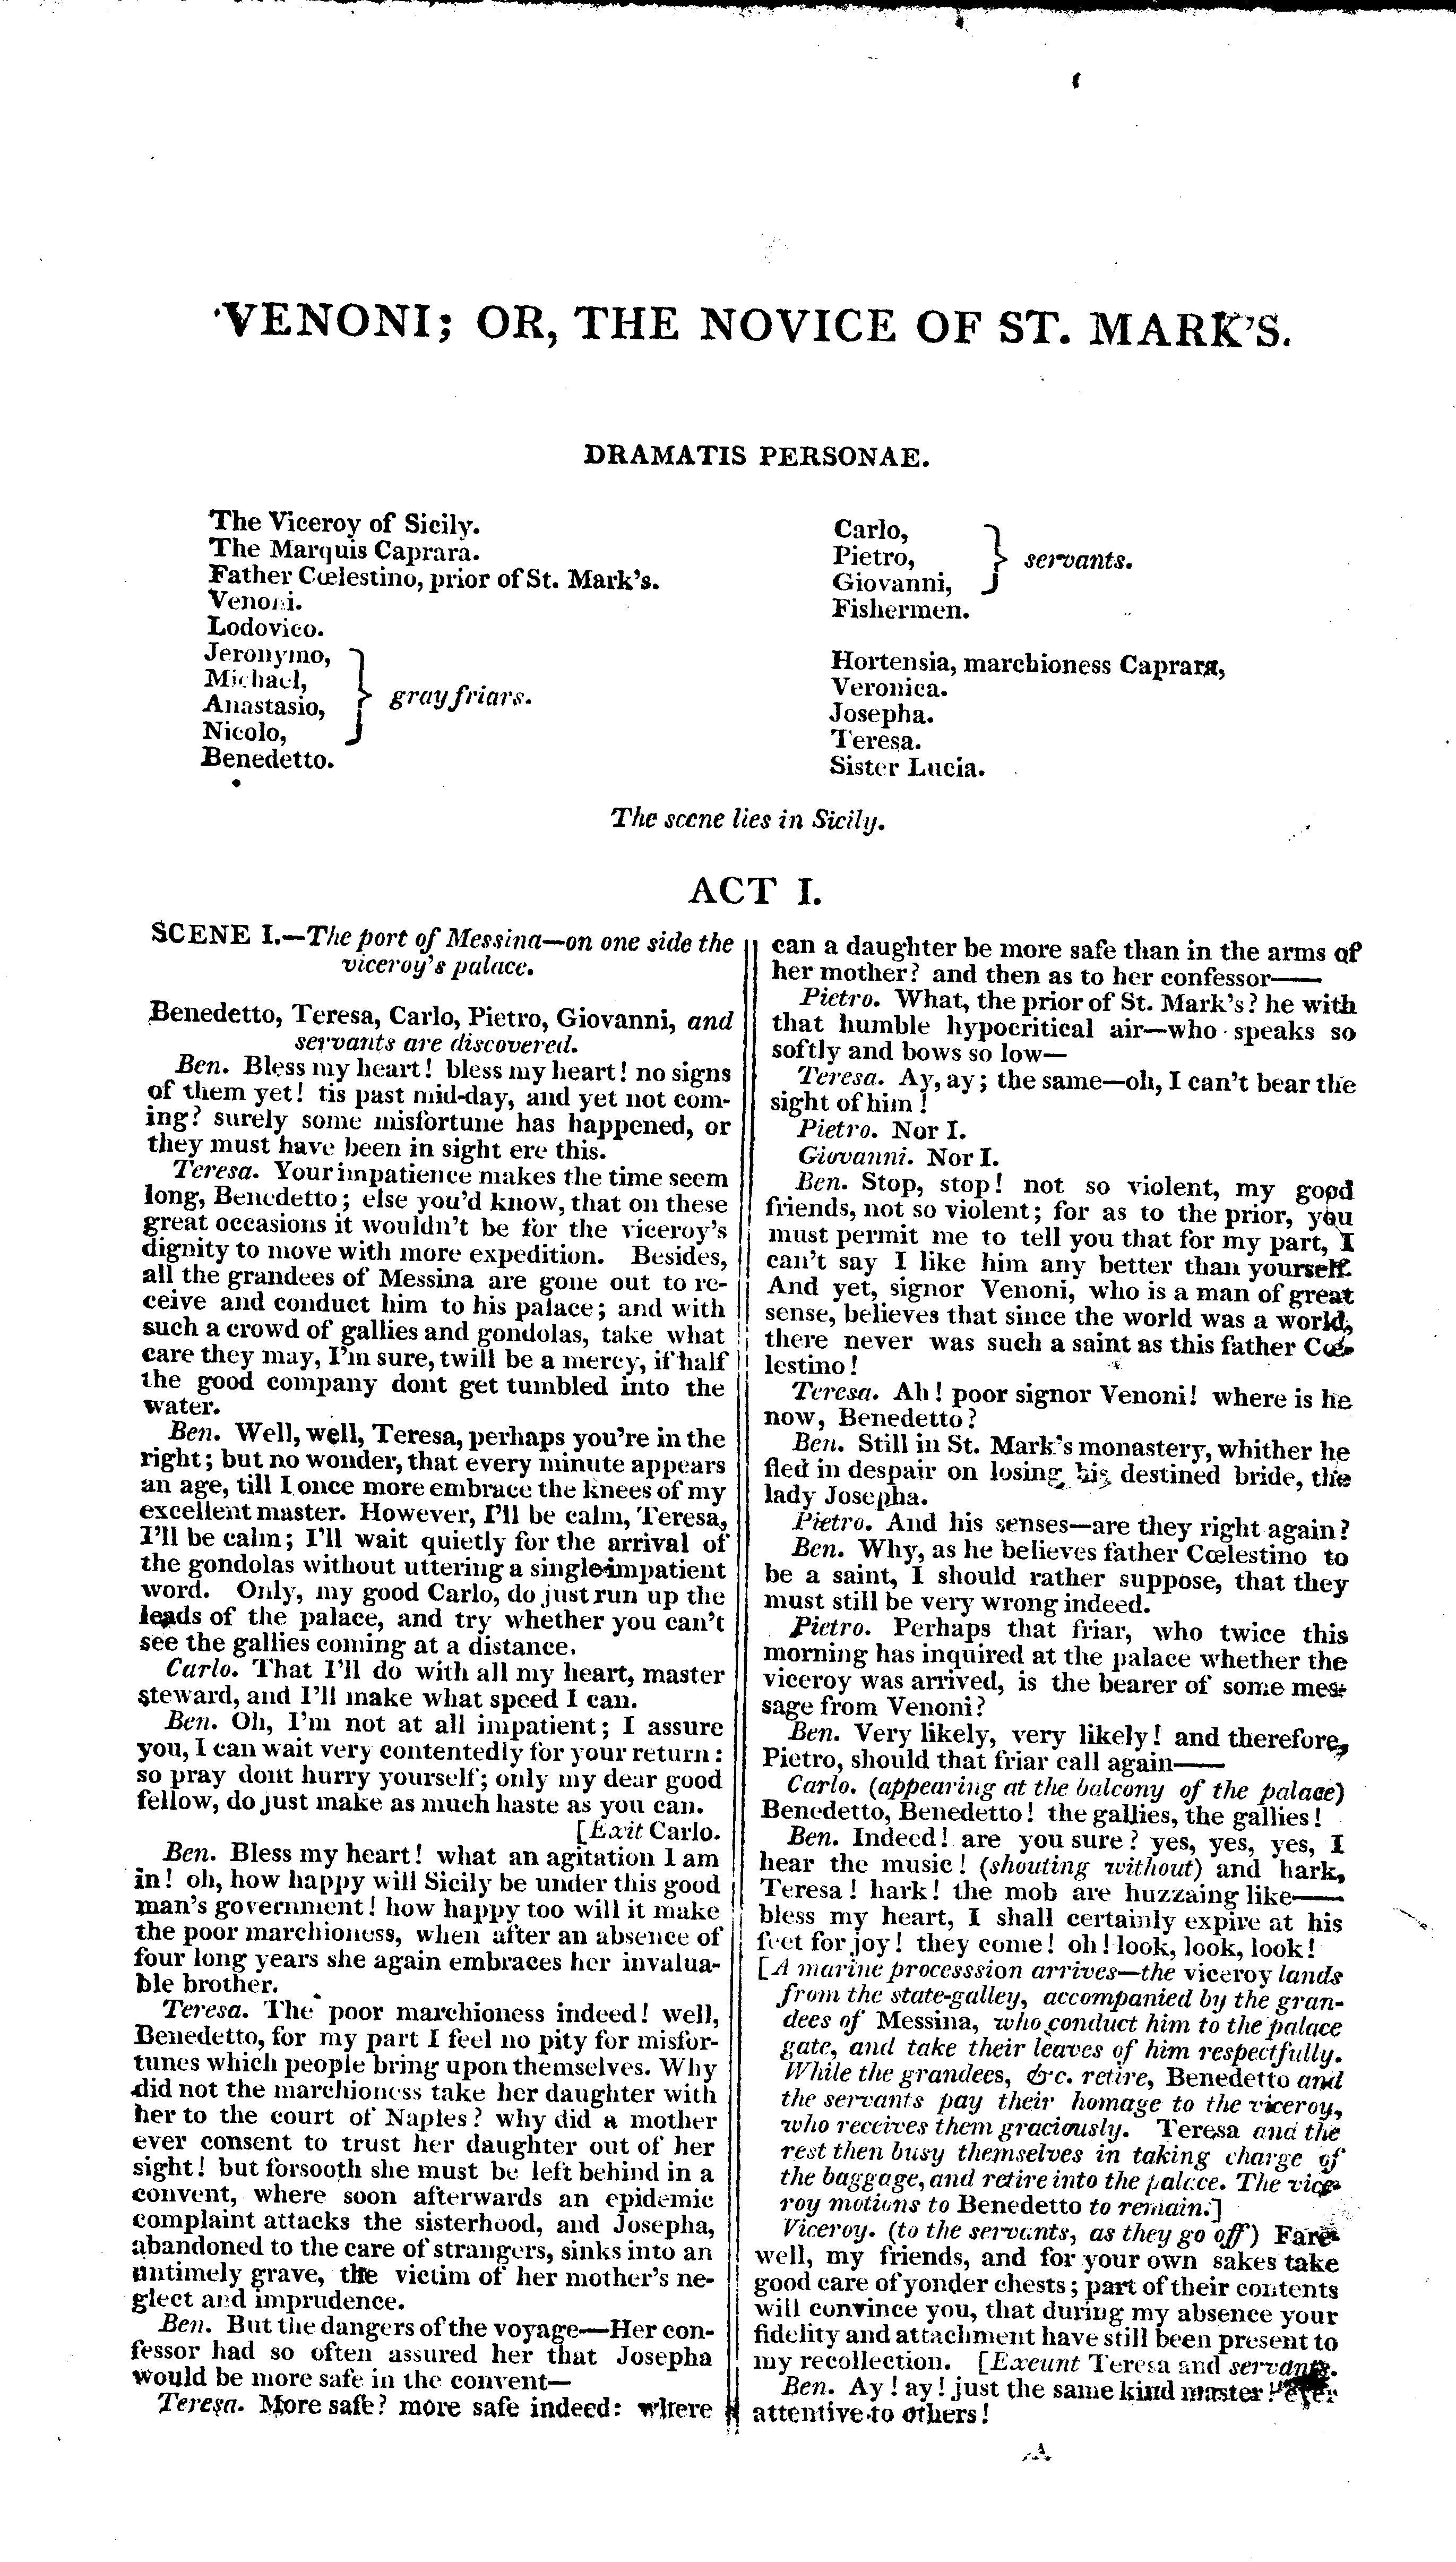 VENONI; OR, THE NOVICE OF ST. MARK'S.
DRAMATIS PERSONAE.
The Viceroy of Sicily.
The Marquis Caprara.
Father Cœlestino, prior of St. Mark's.
Venoni.
Lodovico.
Jeronymo,
Michael,
Anastasio,
Nicolo,
gray friars.
Benedetto.
Carlo,
Pietro,
Giovanni,
servants.
Fishermen.
Hortensia, marchioness Caprara,
Veronica.
Josepha.
Teresa.
Sister Lucia.
The scene lies in Sicily.
ACT I.
SCENE I.—The port of Messina—on one side the
viceroy's palace.
Benedetto, Teresa, Carlo, Pietro, Giovanni, and
servants are discovered.
Ben. Bless my heart! bless my heart! no signs
of them yet! tis past mid-day, and yet not com-
ing? surely some misfortune has happened, or
they must have been in sight ere this.
Teresa. Your impatience makes the time seem
long, Benedetto; else you'd know, that on these
great occasions it wouldn't be for the viceroy's
dignity to move with more expedition. Besides,
all the grandees of Messina are gone out to re-
ceive and conduct him to his palace; and with
such a crowd of gallies and gondolas, take what
care they may, I'm sure, twill be a mercy, if half
the good company dont get tumbled into the
water.
Ben. Well, well, Teresa, perhaps you're in the
right; but no wonder, that every minute appears
an age, till I once more embrace the knees of my
excellent master. However, I'll be calm, Teresa,
I'll be calm; I'll wait quietly for the arrival of
the gondolas without uttering a single impatient
word. Only, my good Carlo, do just run up the
leads of the palace, and try whether you can't
see the gallies coming at a distance.
Carlo. That I'll do with all my heart, master
steward, and I'll make what speed I can.
Ben. Oh, I'm not at all impatient; I assure
you, I can wait very contentedly for your return:
so pray dont hurry yourself; only my dear good
fellow, do just make as much haste as you can.
[Exit Carlo.
Ben. Bless my heart! what an agitation I am
in! oh, how happy will Sicily be under this good
man's government! how happy too will it make
the poor marchioness, when after an absence of
four long years she again embraces her invalua-
ble brother.
Teresa. The poor marchioness indeed! well,
Benedetto, for my part I feel no pity for misfor-
tunes which people bring upon themselves. Why
did not the marchioness take her daughter with
her to the court of Naples? why did a mother
ever consent to trust her daughter out of her
sight! but forsooth she must be left behind in a
convent, where soon afterwards an epidemic
complaint attacks the sisterhood, and Josepha,
abandoned to the care of strangers, sinks into an
untimely grave, the victim of her mother's ne-
glect and imprudence.
Ben. But the dangers of the voyage—Her con-
fessor had so often assured her that Josepha
would be more safe in the convent—
Teresa. More safe? more safe indeed: where
can a daughter be more safe than in the arms of
her mother? and then as to her confessor——
Pietro. What, the prior of St. Mark's? he with
that humble hypocritical air—who speaks so
softly and bows so low—
Teresa. Ay, ay; the same—oh, I can't bear the
sight of him!
Pietro. Nor I.
Giovanni. Nor I.
Ben. Stop, stop! not so violent, my good
friends, not so violent; for as to the prior, you
must permit me to tell you that for my part, I
can't say I like him any better than yourself.
And yet, signor Venoni, who is a man of great
sense, believes that since the world was a world,
there never was such a saint as this father Cœ-
lestino!
Teresa. Ah! poor signor Venoni! where is he
now, Benedetto?
Ben. Still in St. Mark's monastery, whither he
fled in despair on losing his destined bride, the
lady Josepha.
Pietro. And his senses—are they right again?
Ben. Why, as he believes father Cœlestino to
be a saint, I should rather suppose, that they
must still be very wrong indeed.
Pietro. Perhaps that friar, who twice this
morning has inquired at the palace whether the
viceroy was arrived, is the bearer of some mes-
sage from Venoni?
Ben. Very likely, very likely! and therefore,
Pietro, should that friar call again——
Carlo. (appearing at the balcony of the palace)
Benedetto, Benedetto! the gallies, the gallies!
Ben. Indeed! are you sure? yes, yes, yes, I
hear the music! (shouting without) and hark,
Teresa! hark! the mob are huzzaing like——
bless my heart, I shall certainly expire at his
feet for joy! they come! oh! look, look, look!
[A marine processsion arrives—the viceroy lands
from the state-galley, accompanied by the gran-
dees of Messina, who conduct him to the palace
gate, and take their leaves of him respectfully.
While the grandees, &c. retire, Benedetto and
the servants pay their homage to the viceroy,
who receives them graciously. Teresa and the
rest then busy themselves in taking charge of
the baggage, and retire into the palace. The vice-
roy motions to Benedetto to remain.]
Viceroy. (to the servants, as they go off) Fare-
well, my friends, and for your own sakes take
good care of yonder chests; part of their contents
will convince you, that during my absence your
fidelity and attachment have still been present to
my recollection. [Exeunt Teresa and servants.
Ben. Ay! ay! just the same kind master! ever
attentive to others!
A